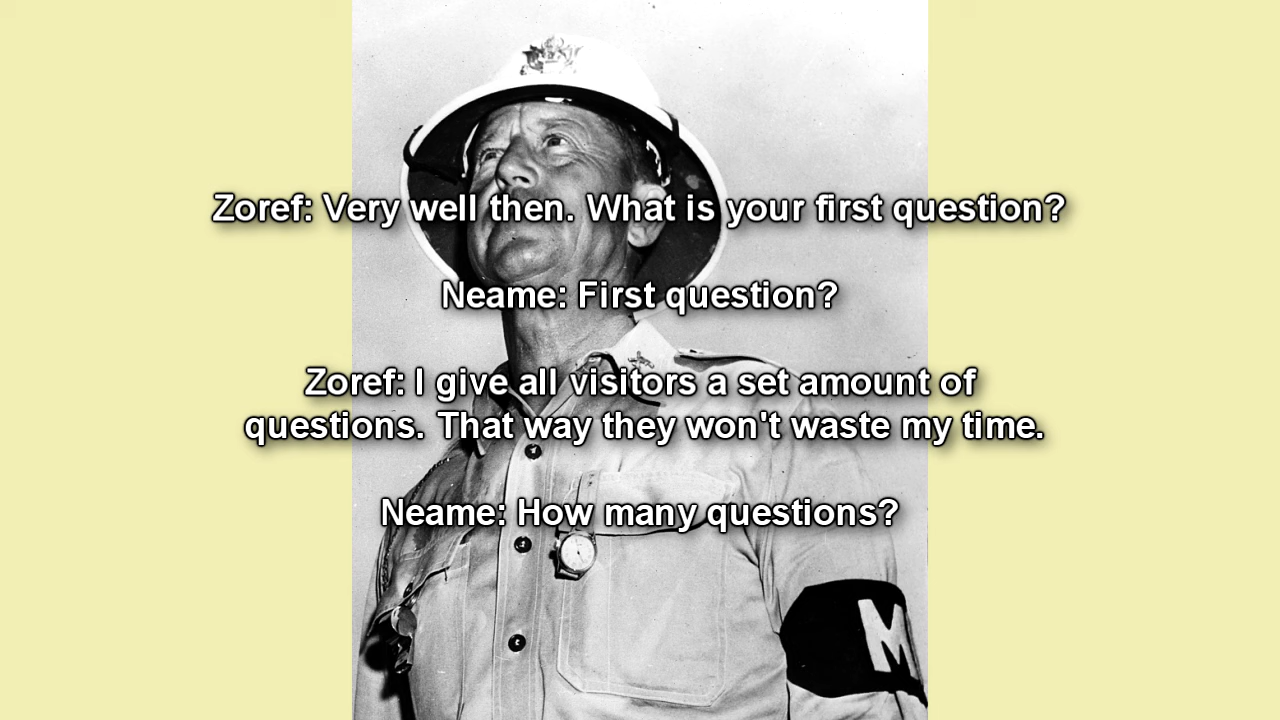 Zoref: Very well then. What is your first question?
Neame: First question?
Zoref: I give all visitors a set amount of
questions. That way they won't waste my time.
Neame: How many questions?
M